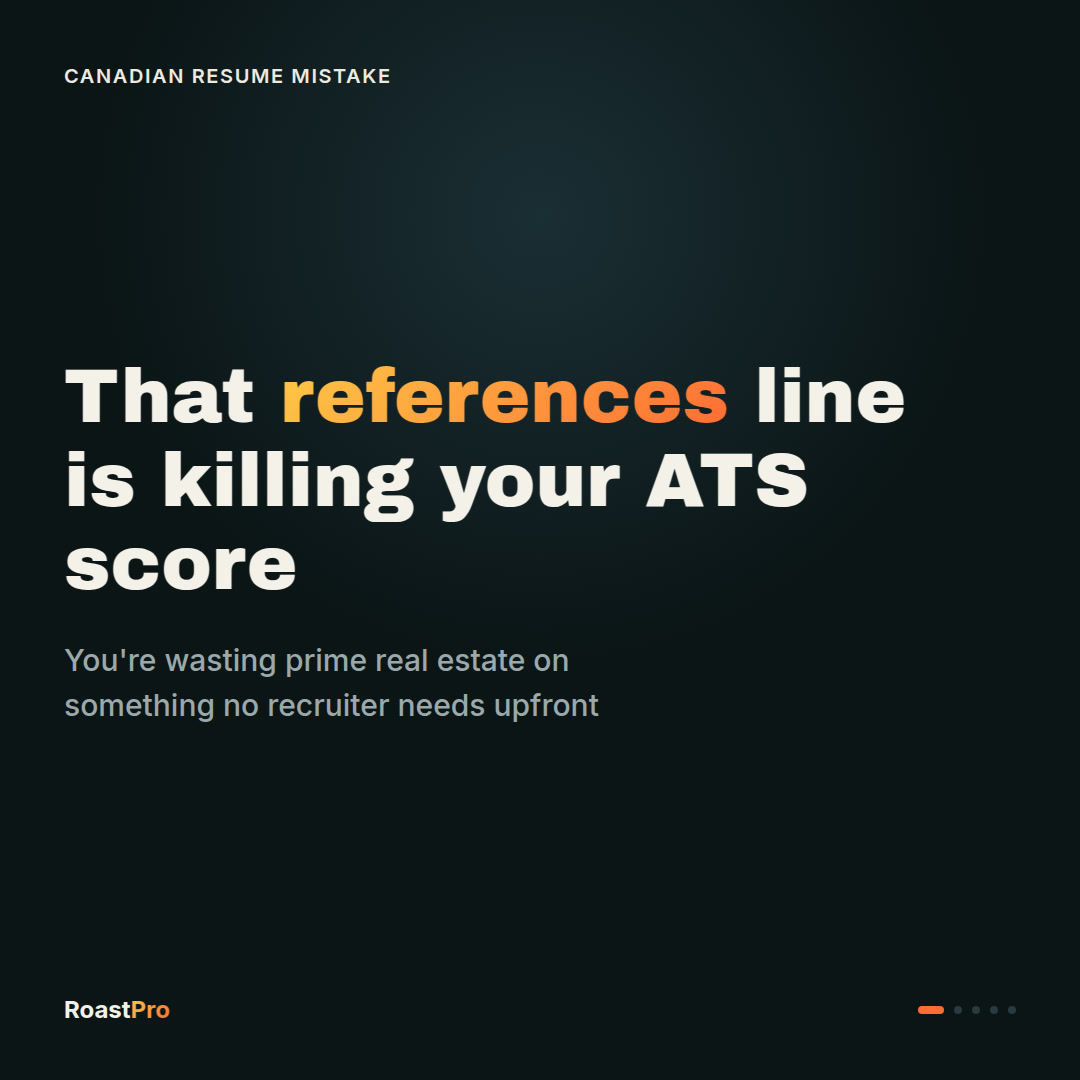 CANADIAN RESUME MISTAKE
That references line
is killing your ATS
score
You're wasting prime real estate on
something no recruiter needs upfront
RoastPro